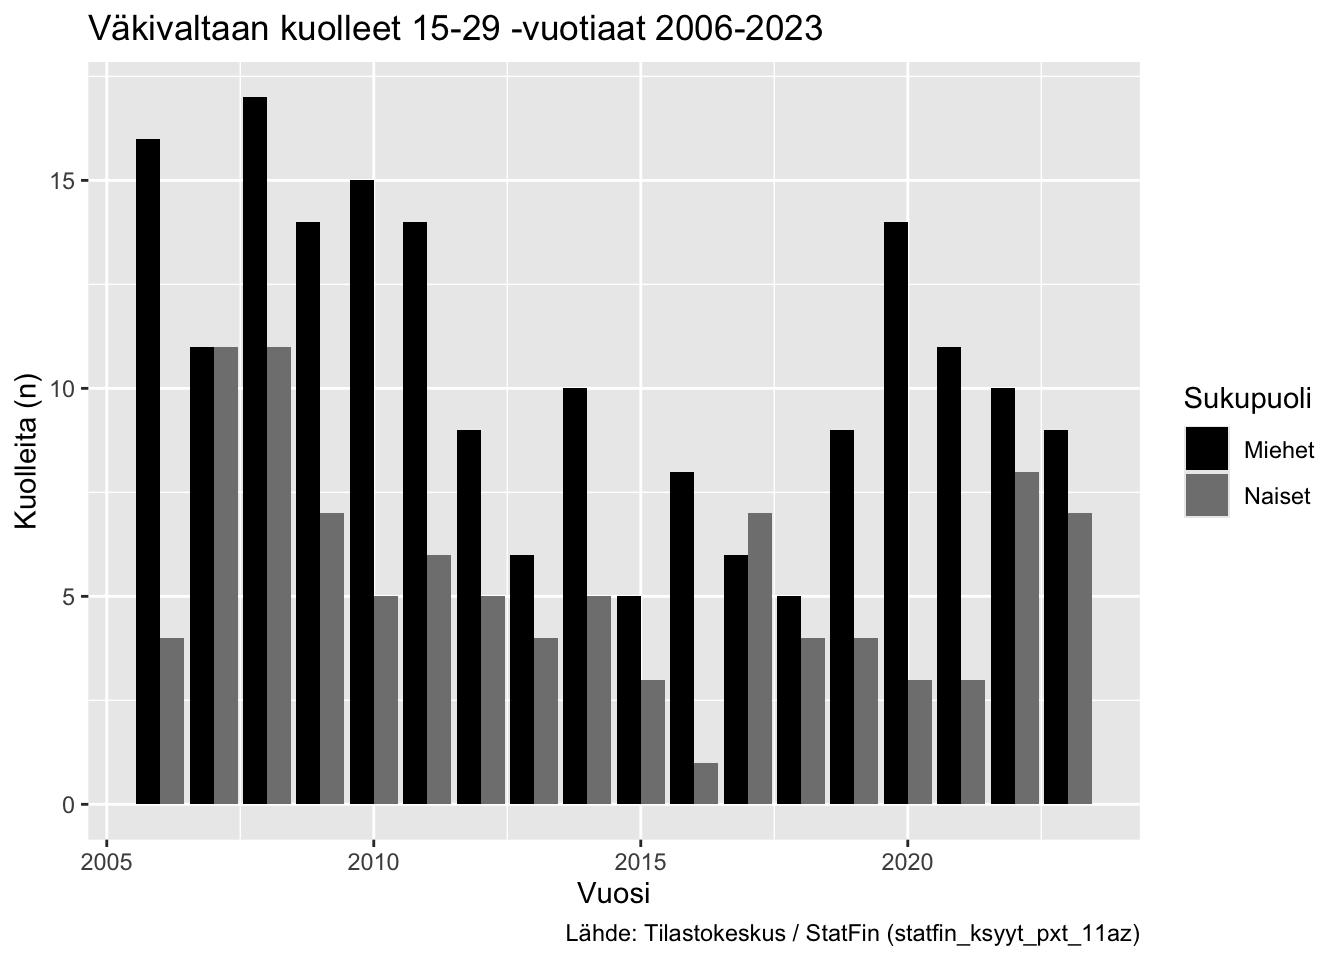 Väkivaltaan kuolleet 15-29 -vuotiaat 2006-2023
Kuolleita (n)
15
10
5
0
2005
2010
2015
2020
Vuosi
Sukupuoli
Miehet
Naiset
Lähde: Tilastokeskus / StatFin (statfin_ksyyt_pxt_11az)